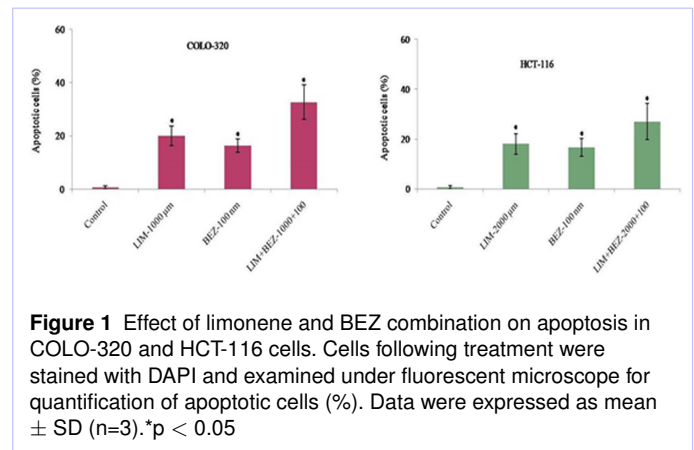 COLO-320
Apoptotic cells (%)
60
40
20
0
Control
LIM-1000 µm
BEZ-100 nm
LIM+BEZ-1000+100
HCT-116
Apoptotic cells (%)
60
40
20
0
Control
LIM-2000 µm
BEZ-100 nm
LIM+BEZ-2000+100
Figure 1 Effect of limonene and BEZ combination on apoptosis in
COLO-320 and HCT-116 cells. Cells following treatment were
stained with DAPI and examined under fluorescent microscope for
quantification of apoptotic cells (%). Data were expressed as mean
± SD (n=3).*p < 0.05